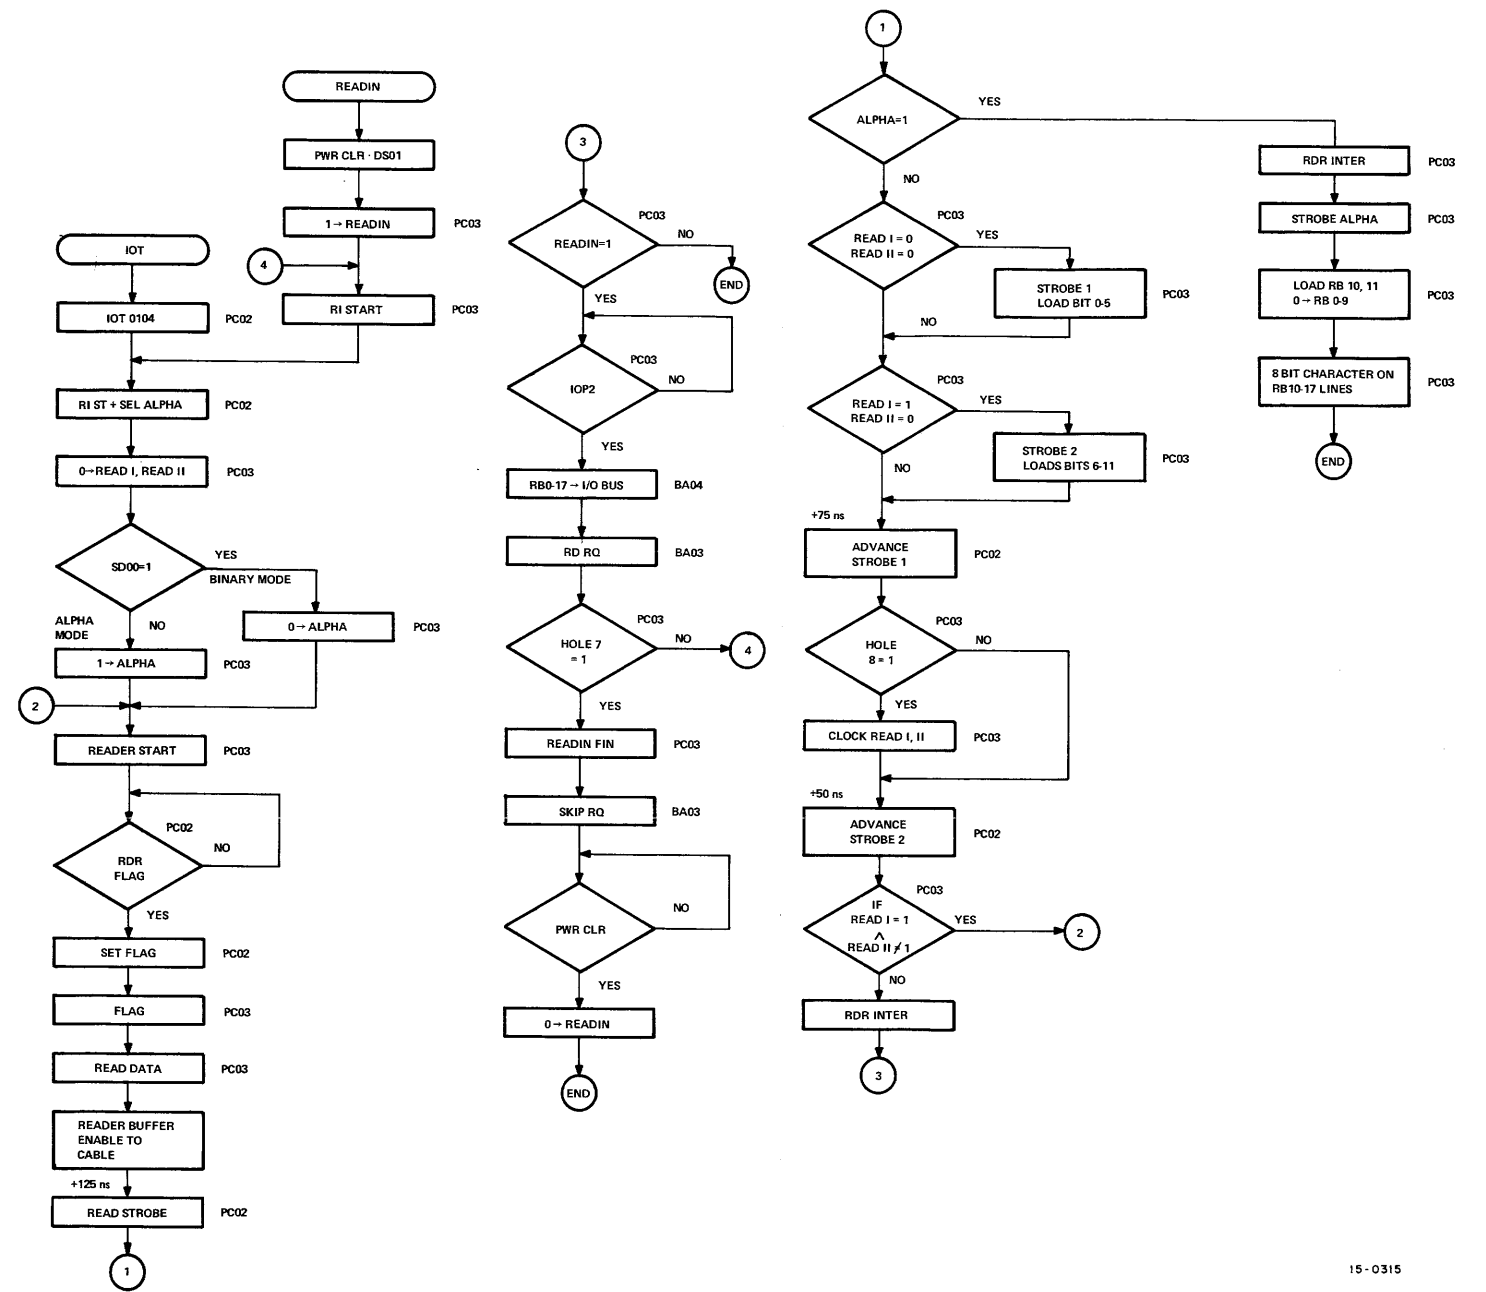 READIN
PWR CLR · DS01
1→READIN
PC03
4
RI START
PC03
IOT
IOT 0104
PC02
RI ST + SEL ALPHA
PC02
0→READ I, READ II
PC03
SD00=1
YES
BINARY MODE
0→ALPHA
PC03
ALPHA
MODE
NO
1→ALPHA
PC03
2
READER START
PC03
PC02
RDR
FLAG
NO
YES
SET FLAG
PC02
FLAG
PC03
READ DATA
PC03
READER BUFFER
ENABLE TO
CABLE
+125 ns
READ STROBE
PC02
1
3
PC03
READIN=1
NO
END
YES
PC03
IOP2
NO
YES
RB0-17→I/O BUS
BA04
RD RQ
BA03
PC03
HOLE 7
= 1
NO
4
YES
READIN FIN
PC03
SKIP RQ
BA03
PWR CLR
NO
YES
0→READIN
END
1
ALPHA=1
YES
NO
PC03
READ I = 0
READ II = 0
YES
STROBE 1
LOAD BIT 0-5
PC03
NO
PC03
READ I = 1
READ II = 0
YES
STROBE 2
LOADS BITS 6-11
PC03
NO
+75 ns
ADVANCE
STROBE 1
PC02
PC03
HOLE
8 = 1
NO
YES
CLOCK READ I, II
PC03
+50 ns
ADVANCE
STROBE 2
PC02
PC03
IF
READ I = 1
∧
READ II ≠ 1
YES
2
NO
RDR INTER
3
RDR INTER
PC03
STROBE ALPHA
PC03
LOAD RB 10, 11
0→RB 0-9
PC03
8 BIT CHARACTER ON
RB10-17 LINES
PC03
END
15-0315